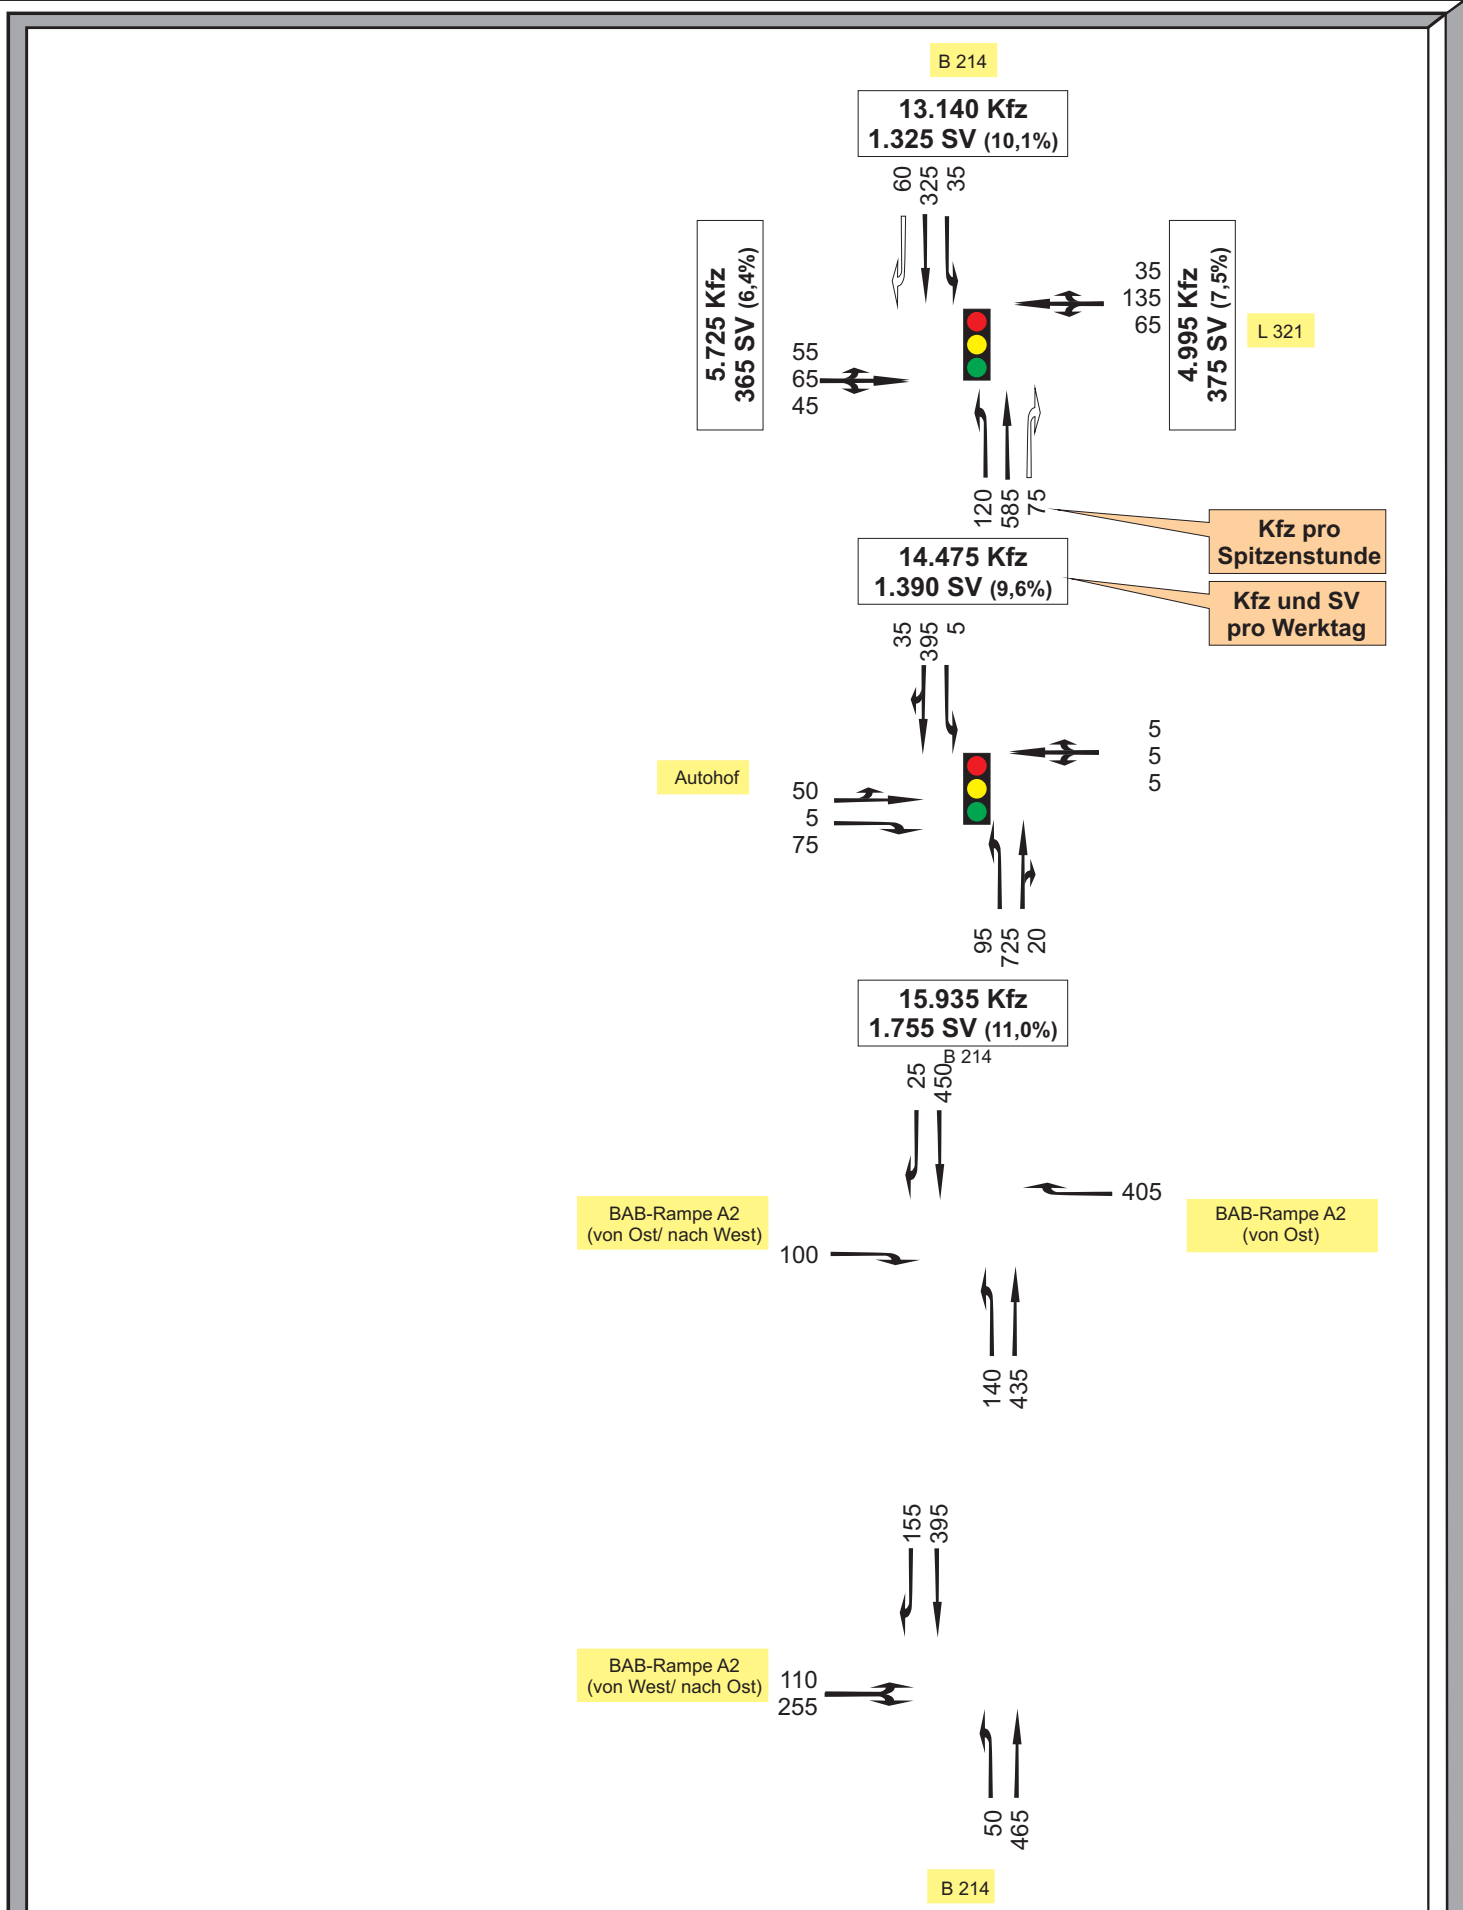 B 214
13.140 Kfz
1.325 SV (10,1%)
60
325
35
5.725 Kfz
365 SV (6,4%)
35
135
65
4.995 Kfz
375 SV (7,5%)
L 321
55
65
45
120
585
75
Kfz pro
Spitzenstunde
14.475 Kfz
1.390 SV (9,6%)
Kfz und SV
pro Werktag
35
395
5
5
5
5
Autohof
50
5
75
95
725
20
15.935 Kfz
1.755 SV (11,0%)
B 214
25
450
405
BAB-Rampe A2
(von Ost/ nach West)
BAB-Rampe A2
(von Ost)
100
140
435
155
395
BAB-Rampe A2
(von West/ nach Ost)
110
255
50
465
B 214